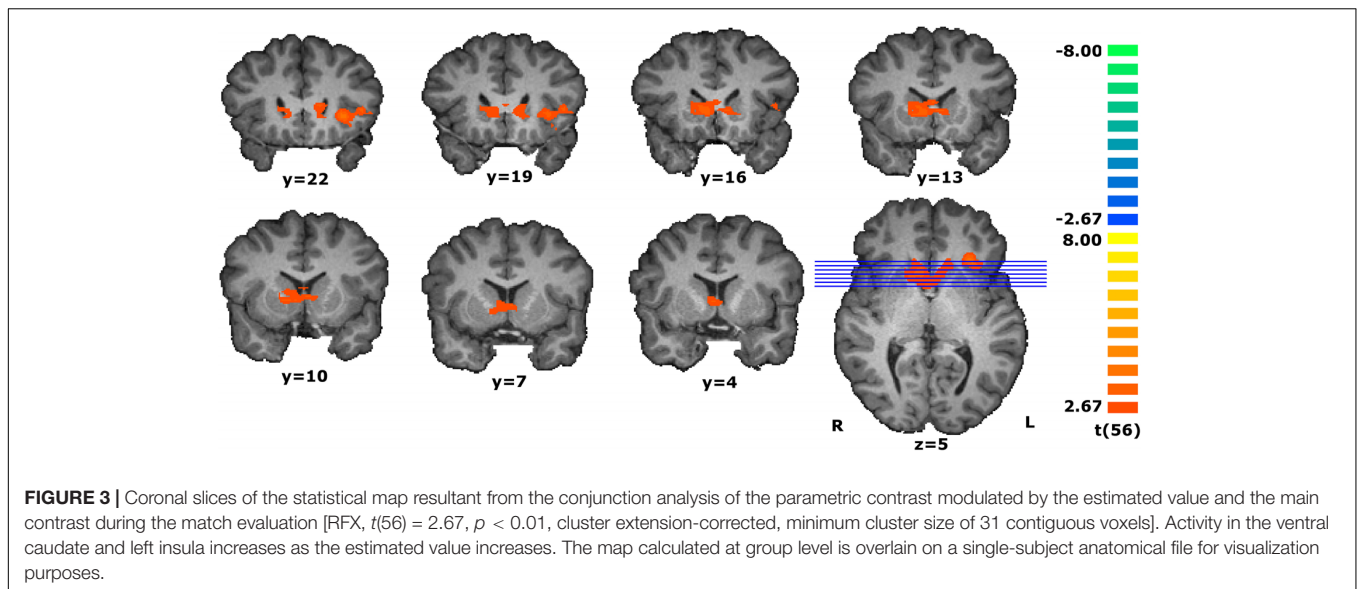 y=22
y=19
y=16
y=13
y=10
y=7
y=4
R
L
z=5
-8.00
-2.67
8.00
2.67
t(56)
FIGURE 3 | Coronal slices of the statistical map resultant from the conjunction analysis of the parametric contrast modulated by the estimated value and the main
contrast during the match evaluation [RFX, t(56) = 2.67, p < 0.01, cluster extension-corrected, minimum cluster size of 31 contiguous voxels]. Activity in the ventral
caudate and left insula increases as the estimated value increases. The map calculated at group level is overlain on a single-subject anatomical file for visualization
purposes.